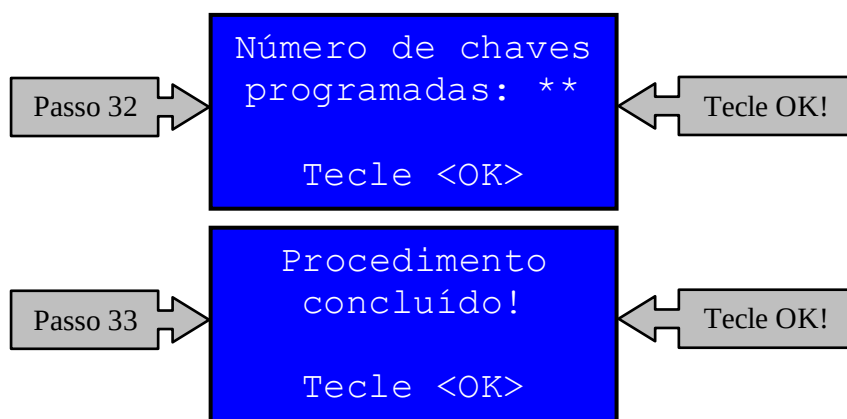 Número de chaves
programadas: **
Passo 32
Tecle OK!
Tecle <OK>
Procedimento
concluído!
Passo 33
Tecle OK!
Tecle <OK>